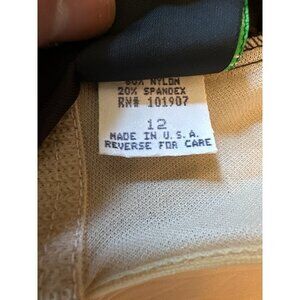 80% NYLON
20% SPANDEX
RN# 101907
12
MADE IN U.S.A.
REVERSE FOR CARE